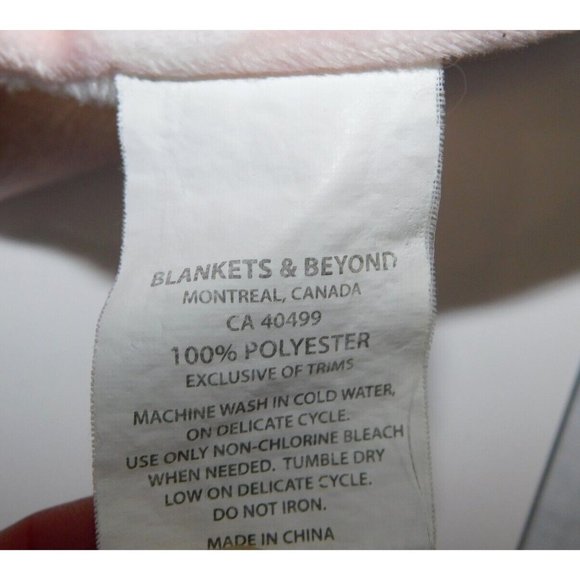 BLANKETS & BEYOND
MONTREAL, CANADA
CA 40499
100% POLYESTER
EXCLUSIVE OF TRIMS
MACHINE WASH IN COLD WATER,
ON DELICATE CYCLE.
USE ONLY NON-CHLORINE BLEACH
WHEN NEEDED. TUMBLE DRY
LOW ON DELICATE CYCLE.
DO NOT IRON.
MADE IN CHINA